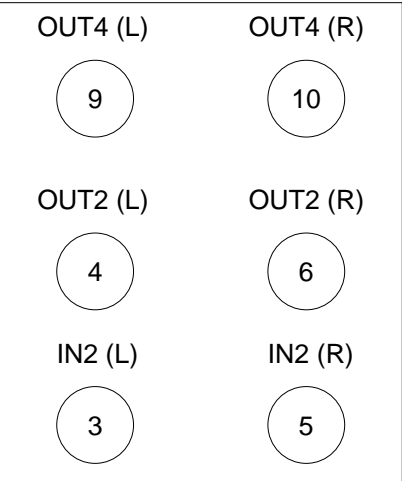 OUT4 (L) OUT4 (R)
9 10
OUT2 (L) OUT2 (R)
4 6
IN2 (L) IN2 (R)
3 5